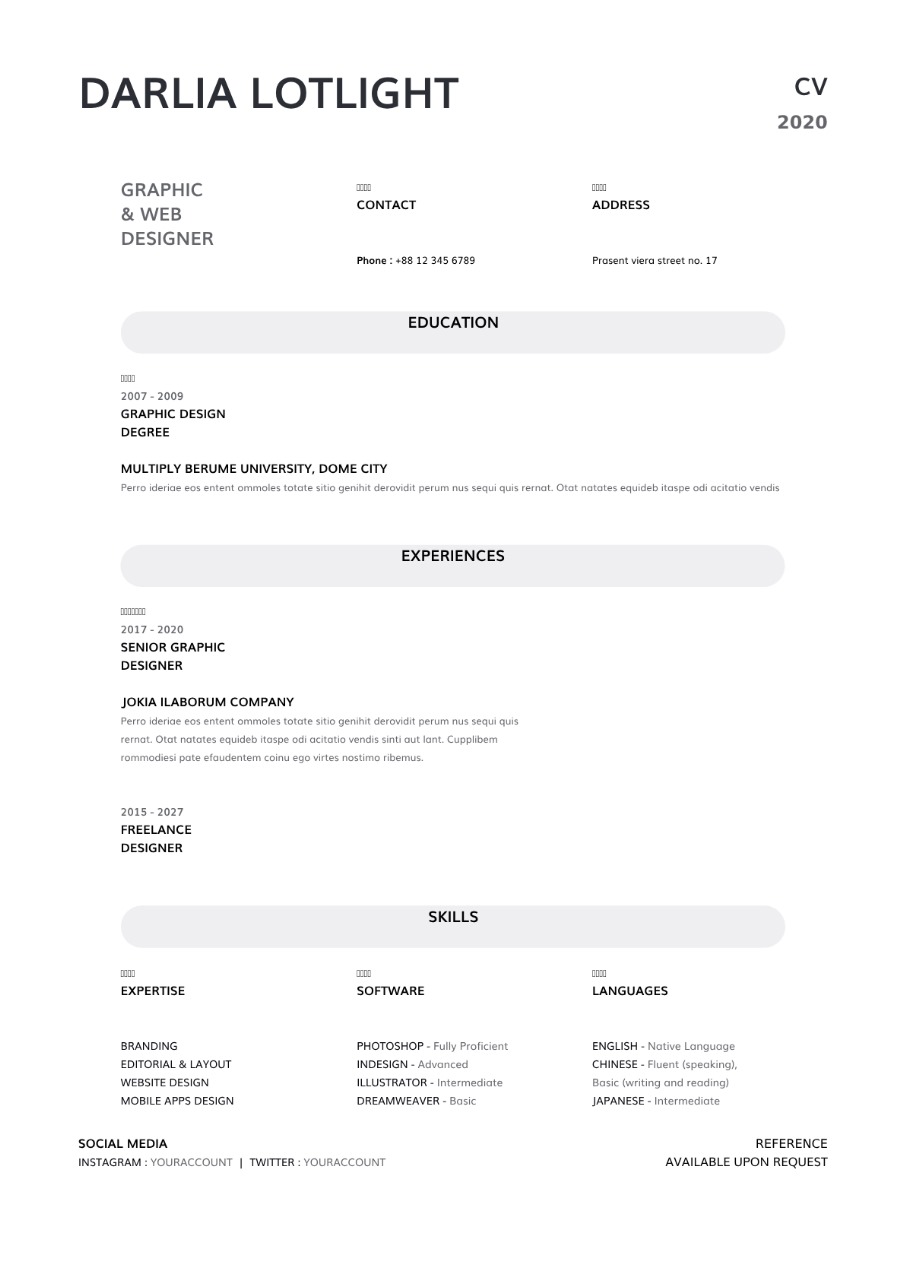 DARLIA LOTLIGHT
CV
2020
GRAPHIC
& WEB
DESIGNER
CONTACT
Phone : +88 12 345 6789
ADDRESS
Prasent viera street no. 17
EDUCATION
2007 - 2009
GRAPHIC DESIGN
DEGREE
MULTIPLY BERUME UNIVERSITY, DOME CITY
Perro ideriae eos entent ommoles totate sitio genihit derovidit perum nus sequi quis rernat. Otat natates equideb itaspe odi acitatio vendis
EXPERIENCES
2017 - 2020
SENIOR GRAPHIC
DESIGNER
JOKIA ILABORUM COMPANY
Perro ideriae eos entent ommoles totate sitio genihit derovidit perum nus sequi quis
rernat. Otat natates equideb itaspe odi acitatio vendis sinti aut lant. Cupplibem
rommodiesi pate efaudentem coinu ego virtes nostimo ribemus.
2015 - 2027
FREELANCE
DESIGNER
SKILLS
EXPERTISE
BRANDING
EDITORIAL & LAYOUT
WEBSITE DESIGN
MOBILE APPS DESIGN
SOFTWARE
PHOTOSHOP - Fully Proficient
INDESIGN - Advanced
ILLUSTRATOR - Intermediate
DREAMWEAVER - Basic
LANGUAGES
ENGLISH - Native Language
CHINESE - Fluent (speaking),
Basic (writing and reading)
JAPANESE - Intermediate
SOCIAL MEDIA
INSTAGRAM : YOURACCOUNT | TWITTER : YOURACCOUNT
REFERENCE
AVAILABLE UPON REQUEST